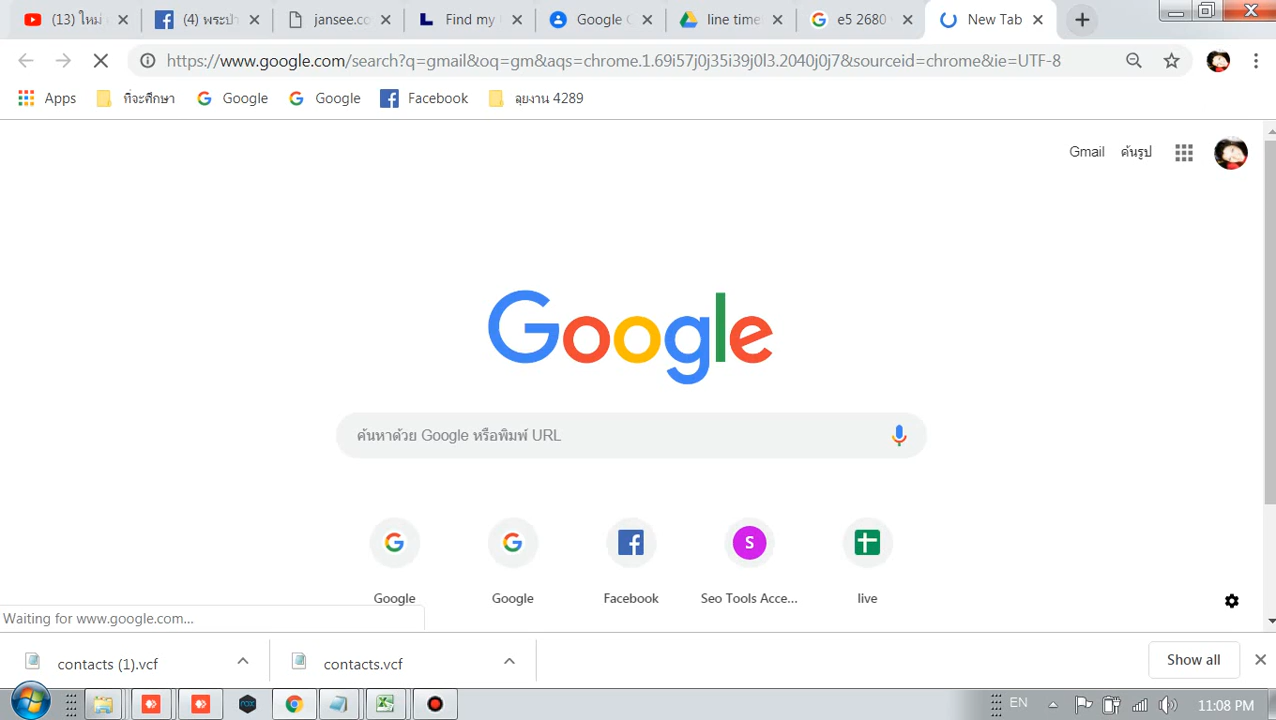 (13) ใหม่
(4) พระป่
jansee.co
Find my
Google C
line time
e5 2680
New Tab
https://www.google.com/search?q=gmail&oq=gm&aqs=chrome.1.69i57j0j35i39j0l3.2040j0j7&sourceid=chrome&ie=UTF-8
Apps
ที่จะศึกษา
Google
Google
Facebook
ลุยงาน 4289
Gmail
ค้นรูป
Google
ค้นหาด้วย Google หรือพิมพ์ URL
S
Google
Google
Facebook
Seo Tools Acce...
live
Waiting for www.google.com...
contacts (1).vcf
contacts.vcf
Show all
EN
11:08 PM